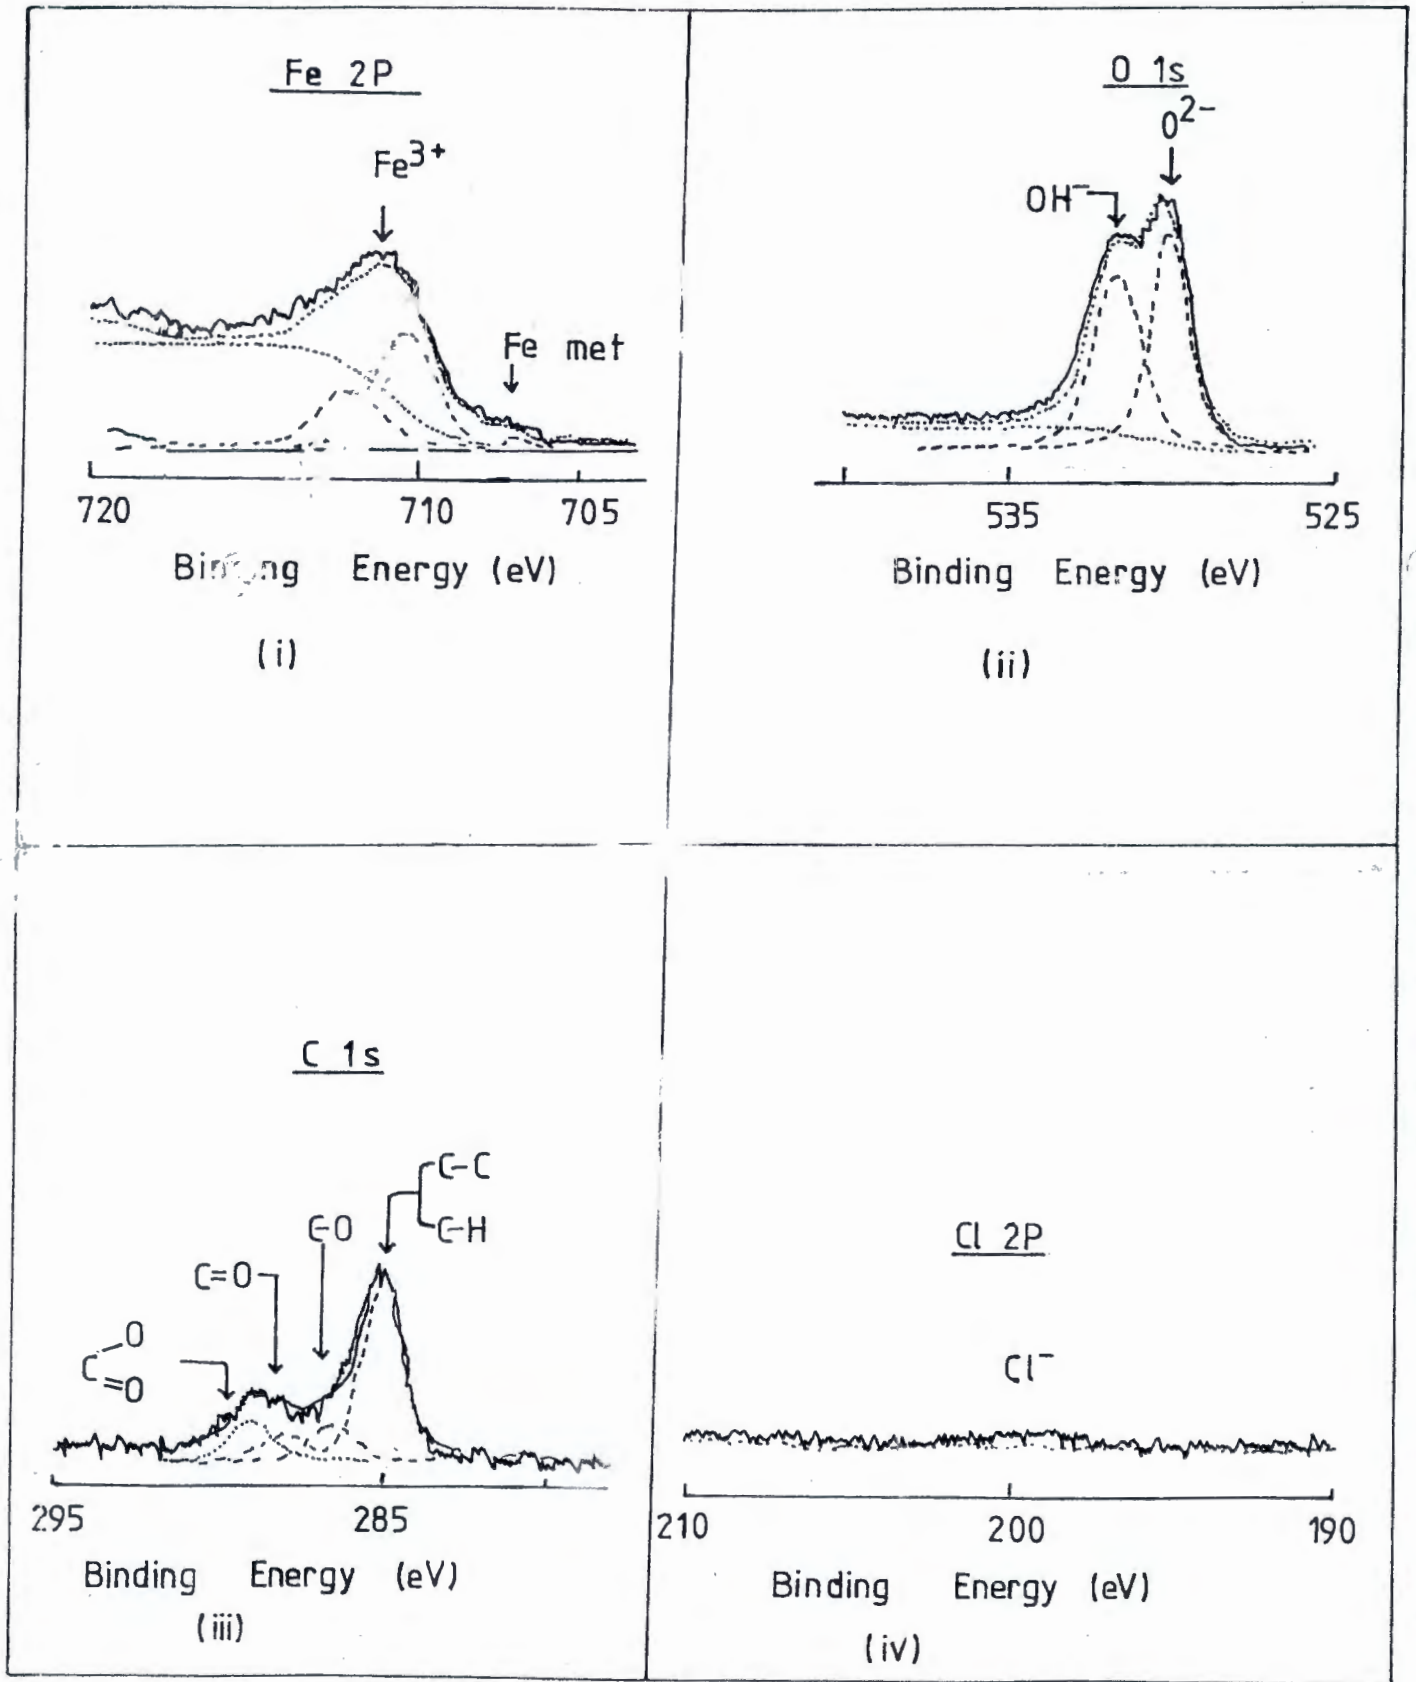 Fe 2P
Fe3+
Fe met
720 710 705
Energy (eV)
(i)
O 1s
O2−
OH−
535 525
Binding Energy (eV)
(ii)
C 1s
C-C
C-H
C-O
C=O
C
O
=O
295 285
Binding Energy (eV)
(iii)
Cl 2P
Cl−
210 200 190
Binding Energy (eV)
(iv)